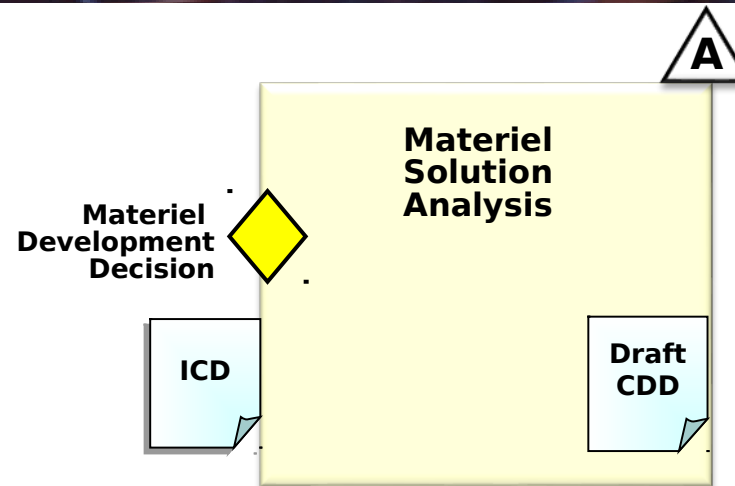 A
Materiel
Solution
Analysis
Materiel
Development
Decision
ICD
Draft
CDD